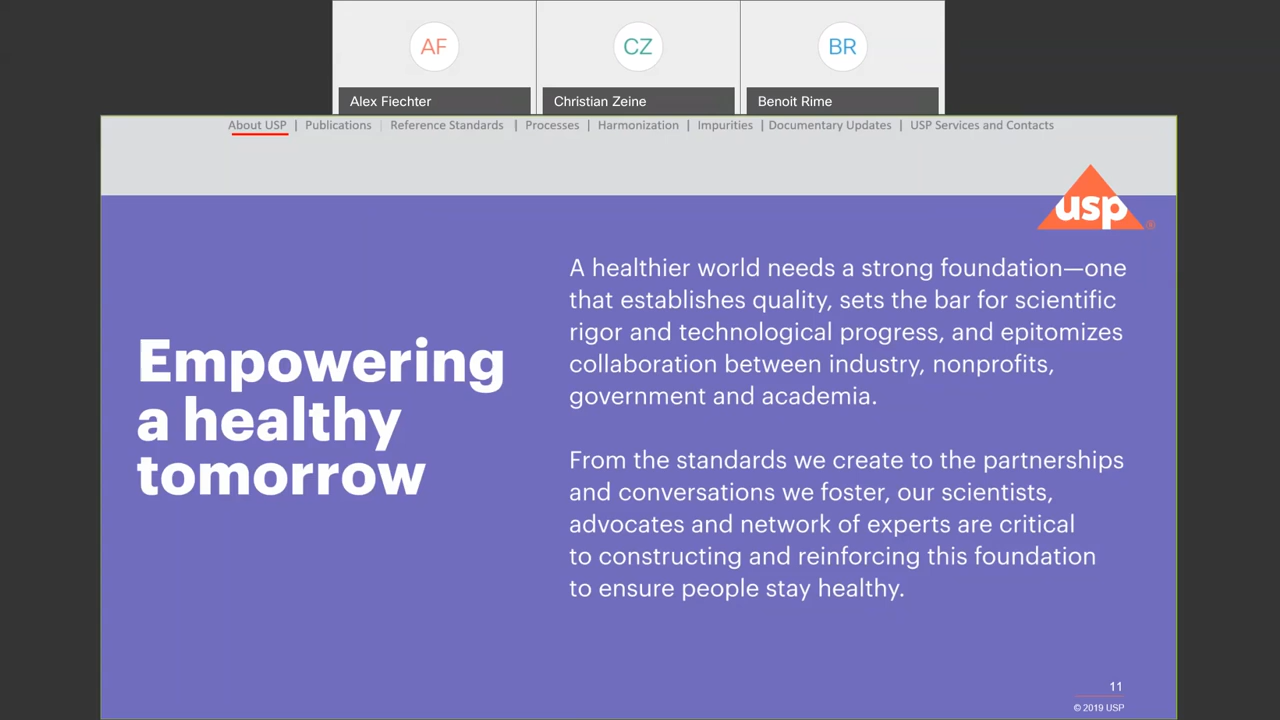 AF
CZ
BR
Alex Fiechter
Christian Zeine
Benoit Rime
About USP | Publications | Reference Standards | Processes | Harmonization | Impurities | Documentary Updates | USP Services and Contacts
usp®
Empowering
a healthy
tomorrow
A healthier world needs a strong foundation—one
that establishes quality, sets the bar for scientific
rigor and technological progress, and epitomizes
collaboration between industry, nonprofits,
government and academia.
From the standards we create to the partnerships
and conversations we foster, our scientists,
advocates and network of experts are critical
to constructing and reinforcing this foundation
to ensure people stay healthy.
11
© 2019 USP